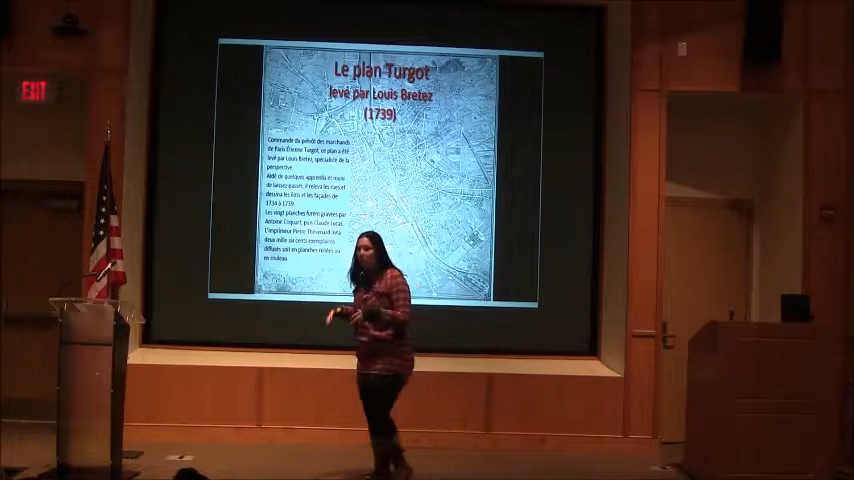 EXIT
Le plan Turgot
levé par Louis Bretez
(1739)
Commande du prévôt des marchands
de Paris Étienne Turgot, ce plan a été
levé par Louis Bretez, spécialiste de la
perspective.
Aidé de quelques apprentis et muni
de laissez-passer, il releva les rues et
dessina les îlots et façades de
1734 à 1739.
Les vingt planches furent gravées par
Antoine Coquart, puis Claude Lucas.
L'imprimeur Pierre Thévenard livra
deux mille six cents exemplaires
diffusés soit en planches reliées ou
en rouleau.